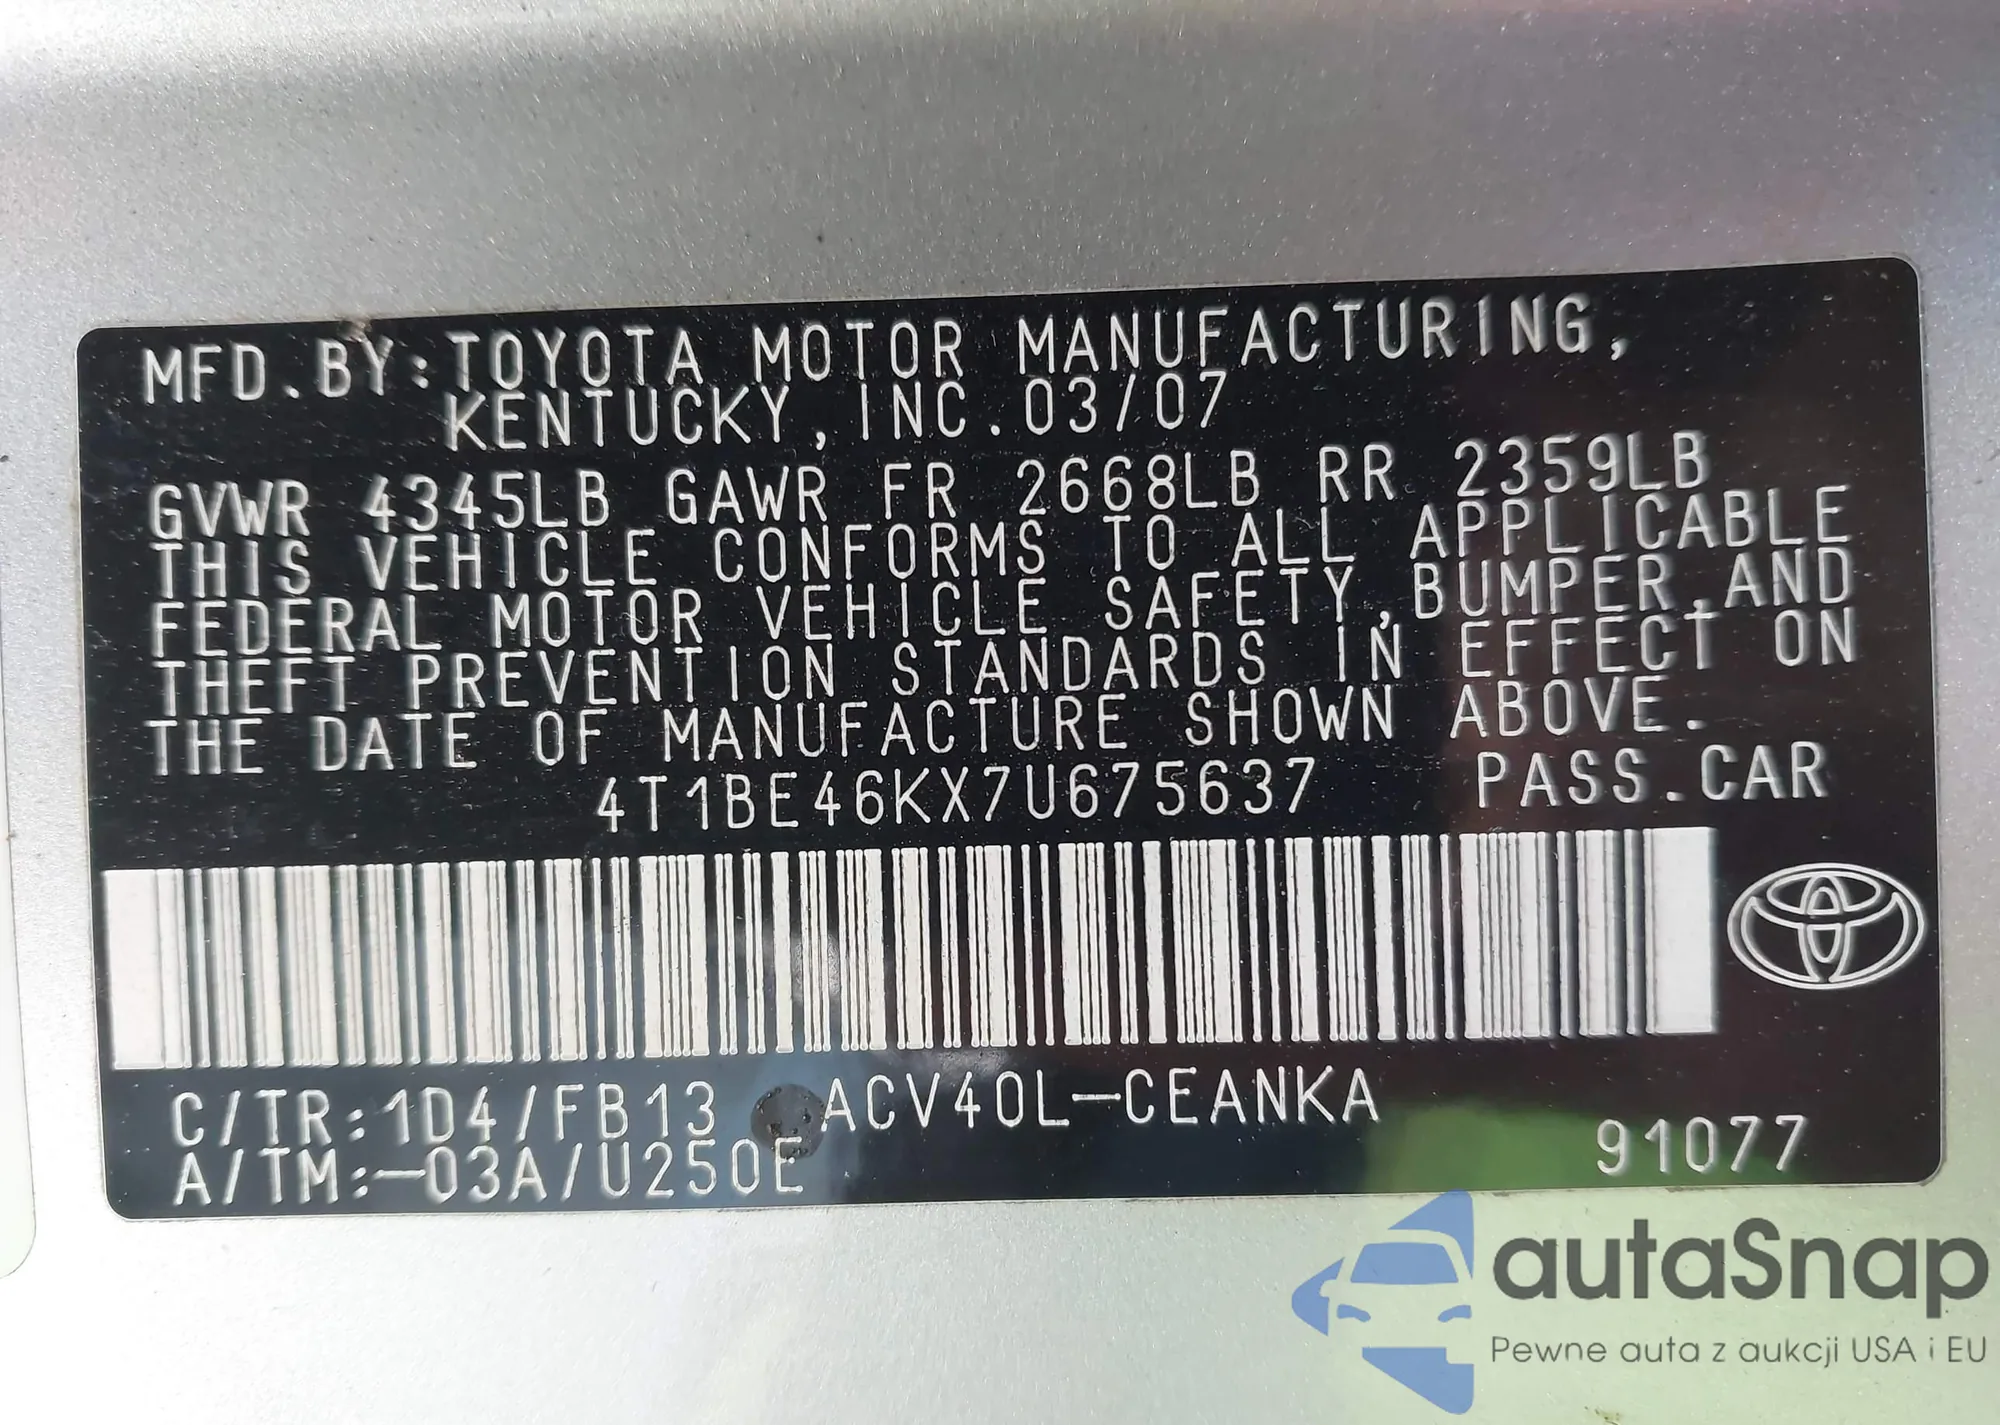 MFD.BY:TOYOTA MOTOR MANUFACTURING,
KENTUCKY, INC.03/07
GVWR 4345LB GAWR FR 2668LB RR 2359LB
THIS VEHICLE CONFORMS TO ALL APPLICABLE
FEDERAL MOTOR VEHICLE SAFETY,BUMPER,AND
THEFT PREVENTION STANDARDS IN EFFECT ON
THE DATE OF MANUFACTURE SHOWN ABOVE.
4T1BE46KX7U675637 PASS.CAR
C/TR:1D4/FB13 ACV40L-CEANKA
A/TM:-03A/U250E 91077
autaSnap
Pewne auta z aukcji USA i EU